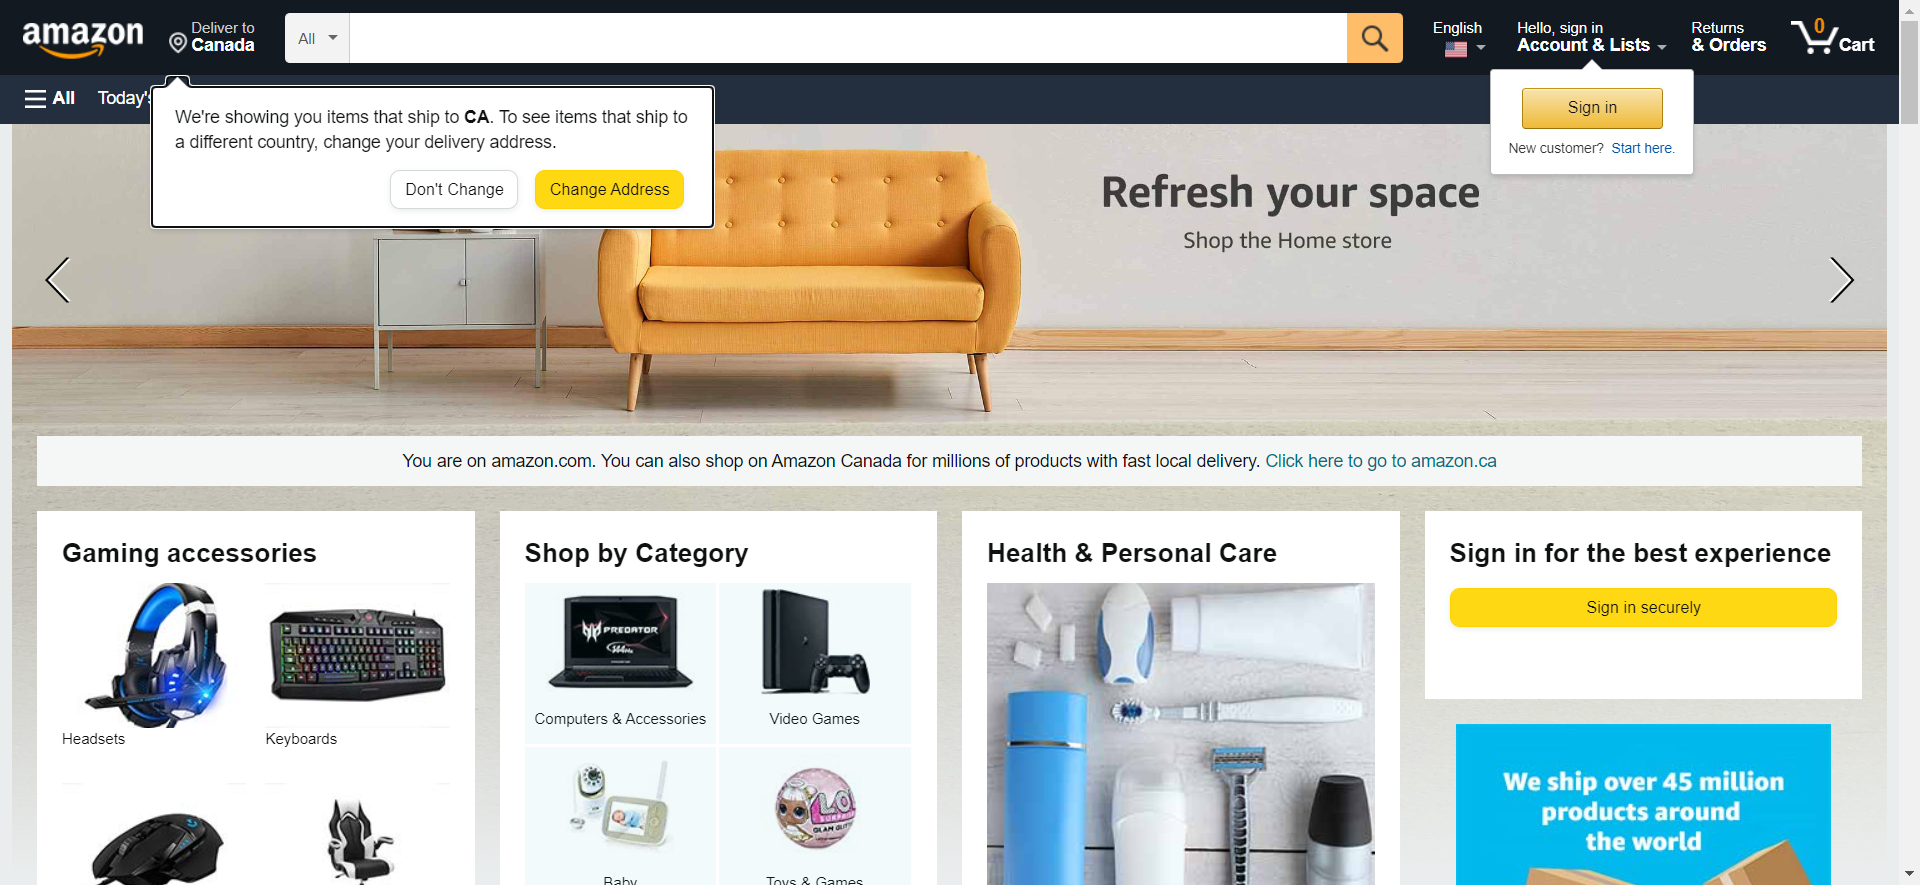 amazon
Deliver to
Canada
All
English
Hello, sign in
Account & Lists
Returns
& Orders
0
Cart
All
Today's
We're showing you items that ship to CA. To see items that ship to
a different country, change your delivery address.
Don't Change
Change Address
Sign in
New customer? Start here.
Refresh your space
Shop the Home store
You are on amazon.com. You can also shop on Amazon Canada for millions of products with fast local delivery. Click here to go to amazon.ca
Gaming accessories
Headsets
Keyboards
Shop by Category
PREDATOR
144Hz
Computers & Accessories
Video Games
L.O.L.
SURPRISE
GLAM GLITTER
Baby
Toys & Games
Health & Personal Care
Sign in for the best experience
Sign in securely
We ship over 45 million
products around
the world